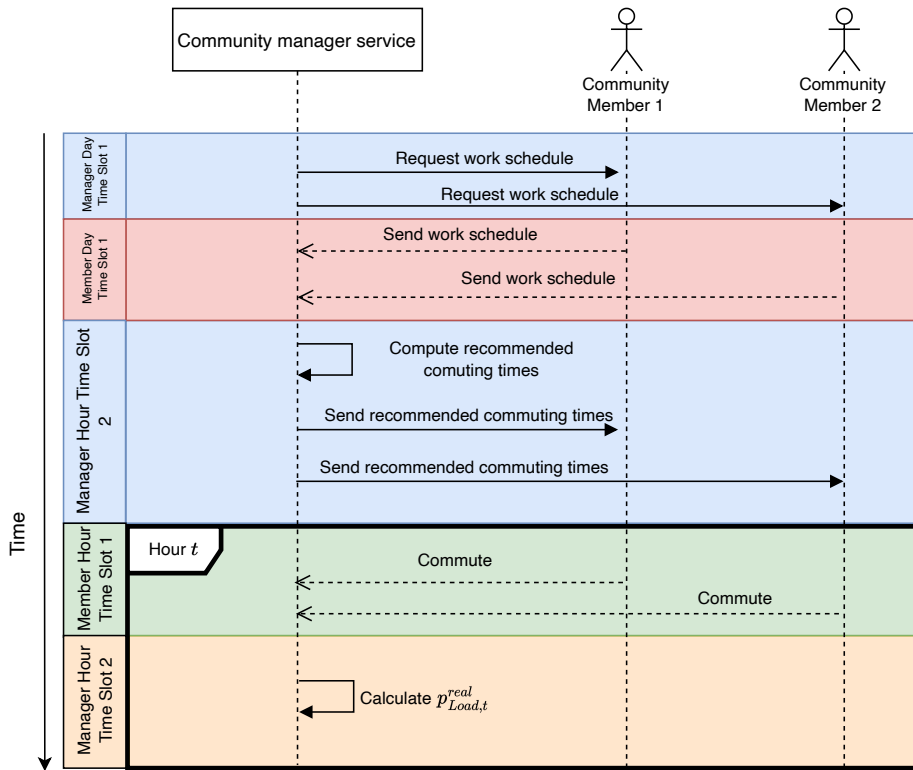 Community manager service
Community
Member 1
Community
Member 2
Time
Manager Day
Time Slot 1
Request work schedule
Request work schedule
Member Day
Time Slot 1
Send work schedule
Send work schedule
Manager Hour Time Slot
2
Compute recommended
comuting times
Send recommended commuting times
Send recommended commuting times
Member Hour
Time Slot 1
Hour t
Commute
Commute
Manager Hour
Time Slot 2
Calculate p^{real}_{Load,t}